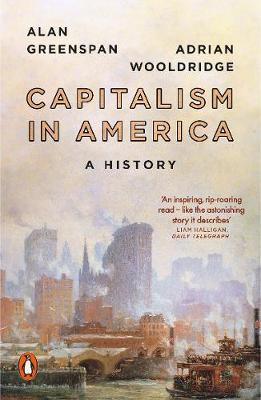 ALAN ADRIAN
GREENSPAN WOOLDRIDGE
CAPITALISM
IN AMERICA
A HISTORY
'An inspiring, rip-roaring
read – like the astonishing
story it describes'
LIAM HALLIGAN,
DAILY TELEGRAPH